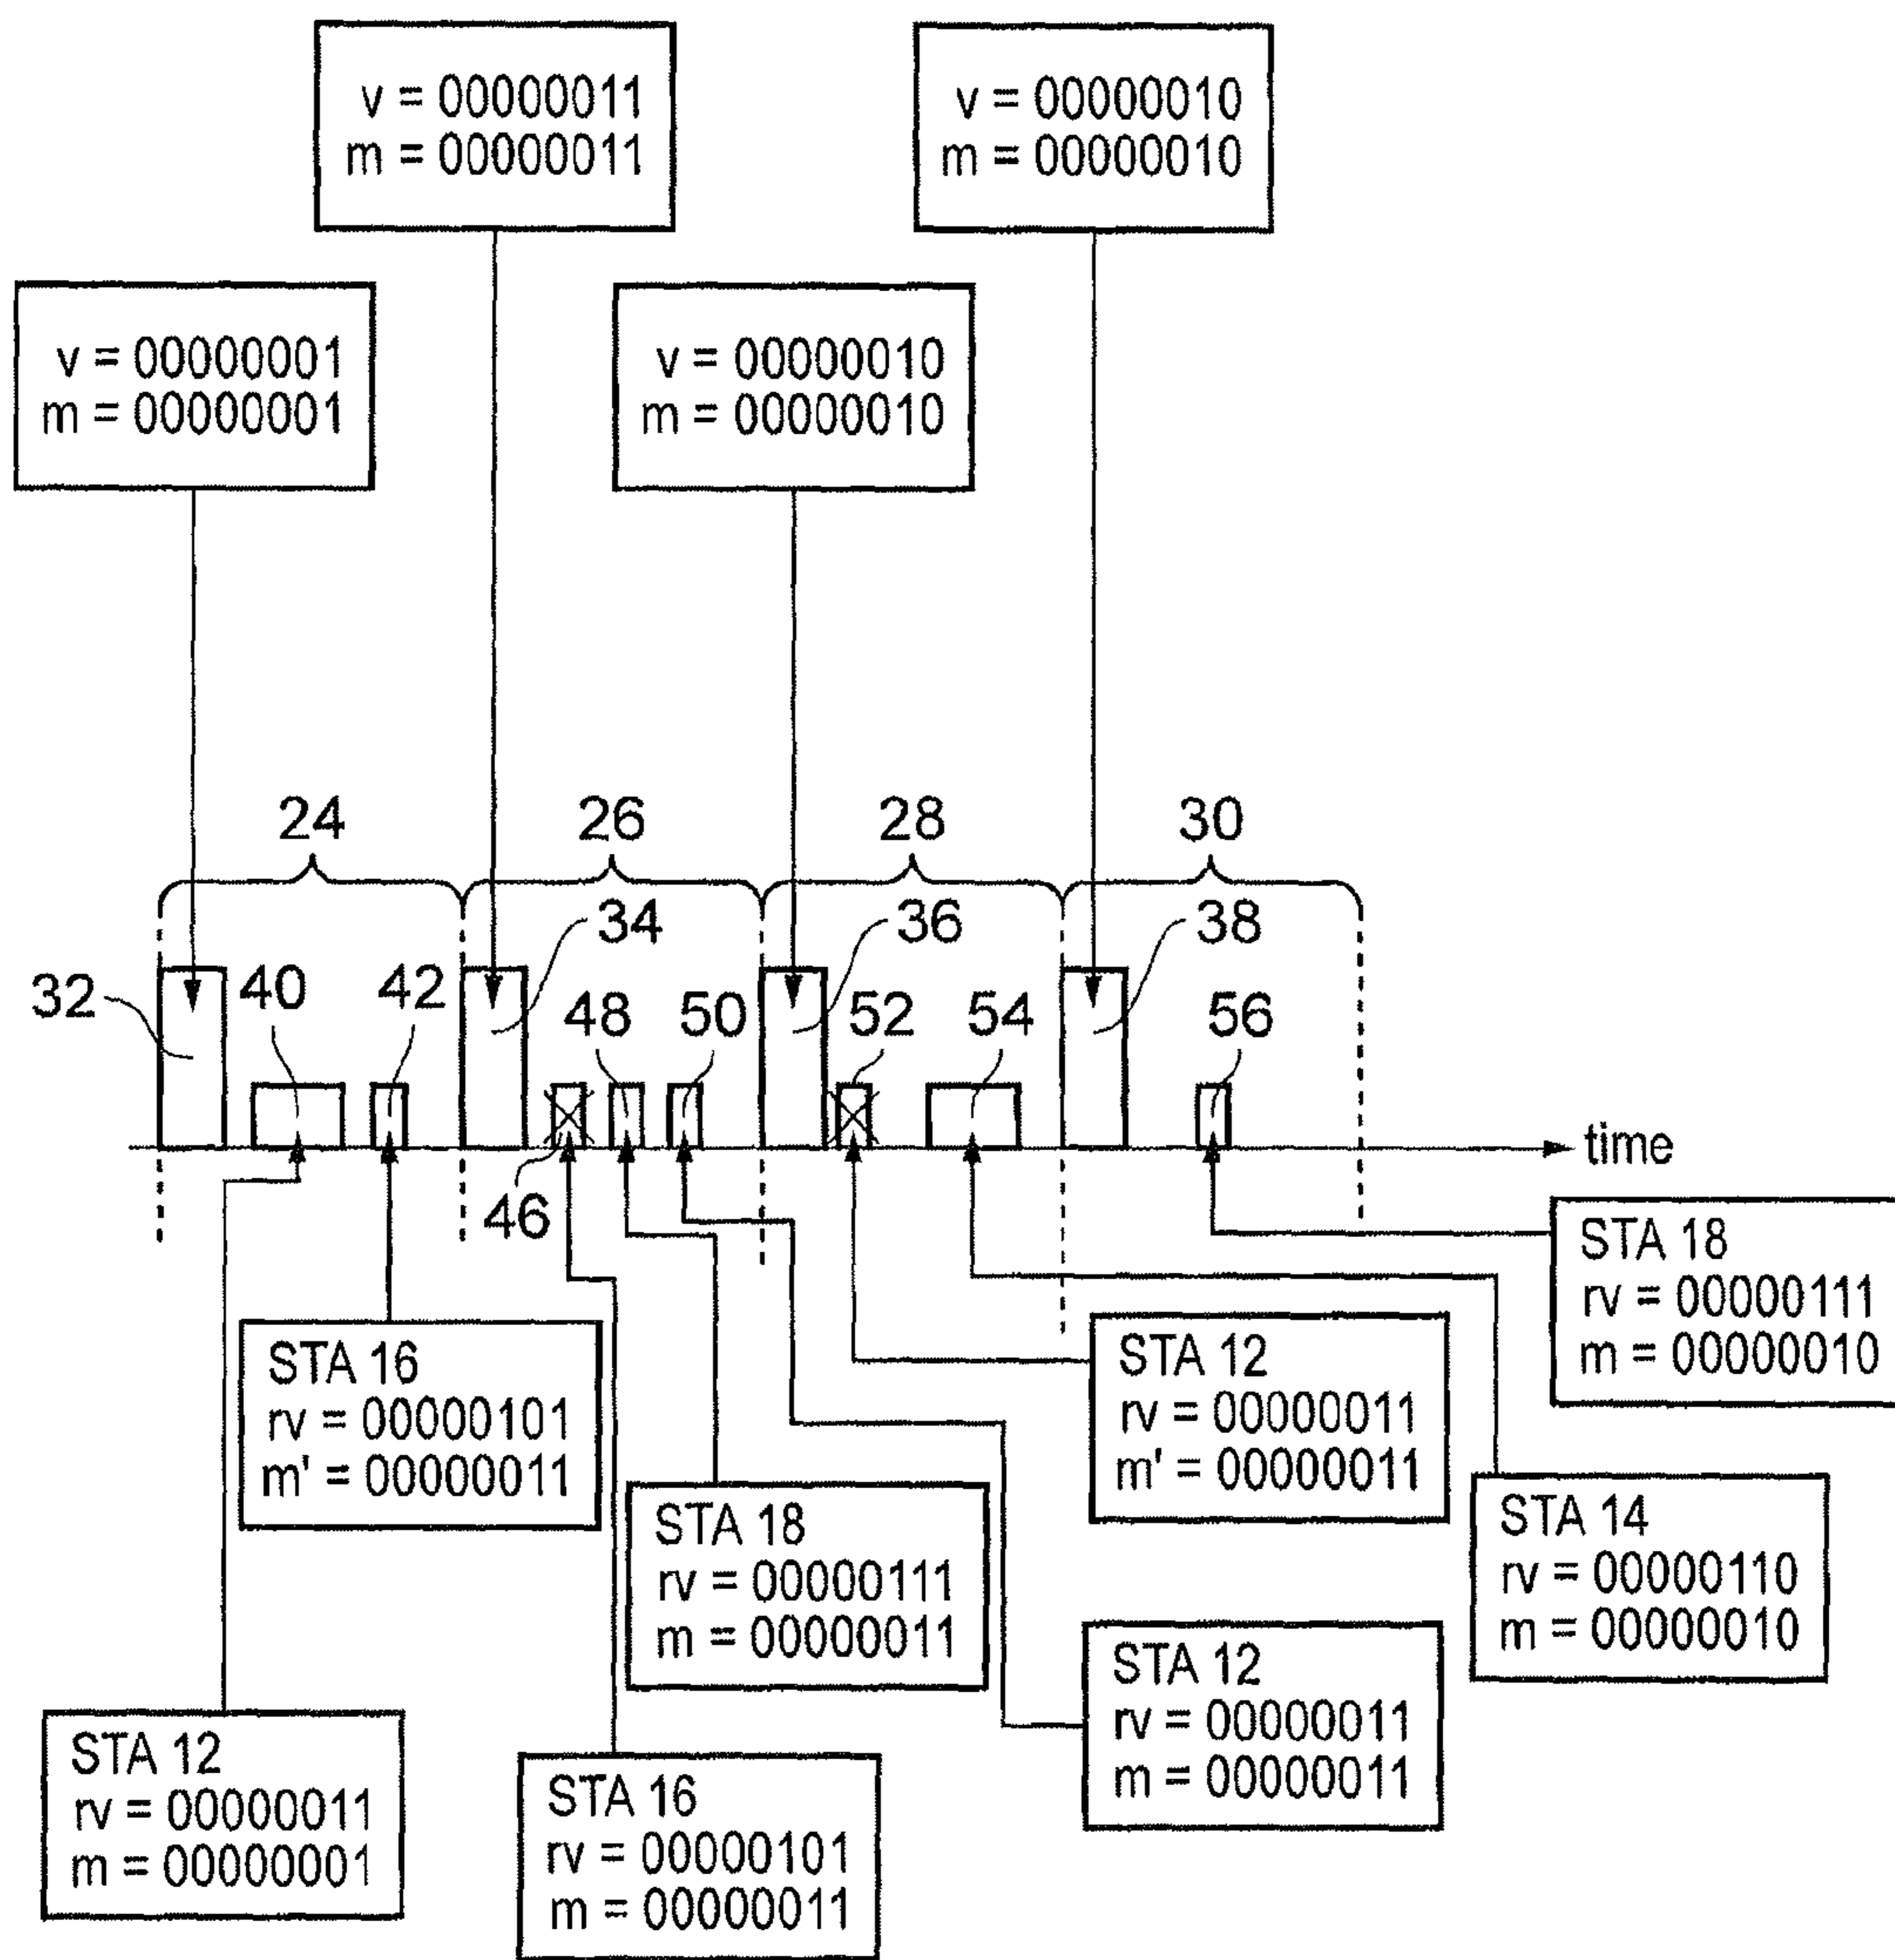 v = 00000011
m = 00000011
v = 00000010
m = 00000010
v = 00000001
m = 00000001
v = 00000010
m = 00000010
24
26
28
30
34
36
38
32
40
42
48
50
52
54
56
46
time
STA 18
rv = 00000111
m = 00000010
STA 16
rv = 00000101
m' = 00000011
STA 12
rv = 00000011
m' = 00000011
STA 18
rv = 00000111
m = 00000011
STA 14
rv = 00000110
m = 00000010
STA 12
rv = 00000011
m = 00000011
STA 12
rv = 00000011
m = 00000001
STA 16
rv = 00000101
m = 00000011